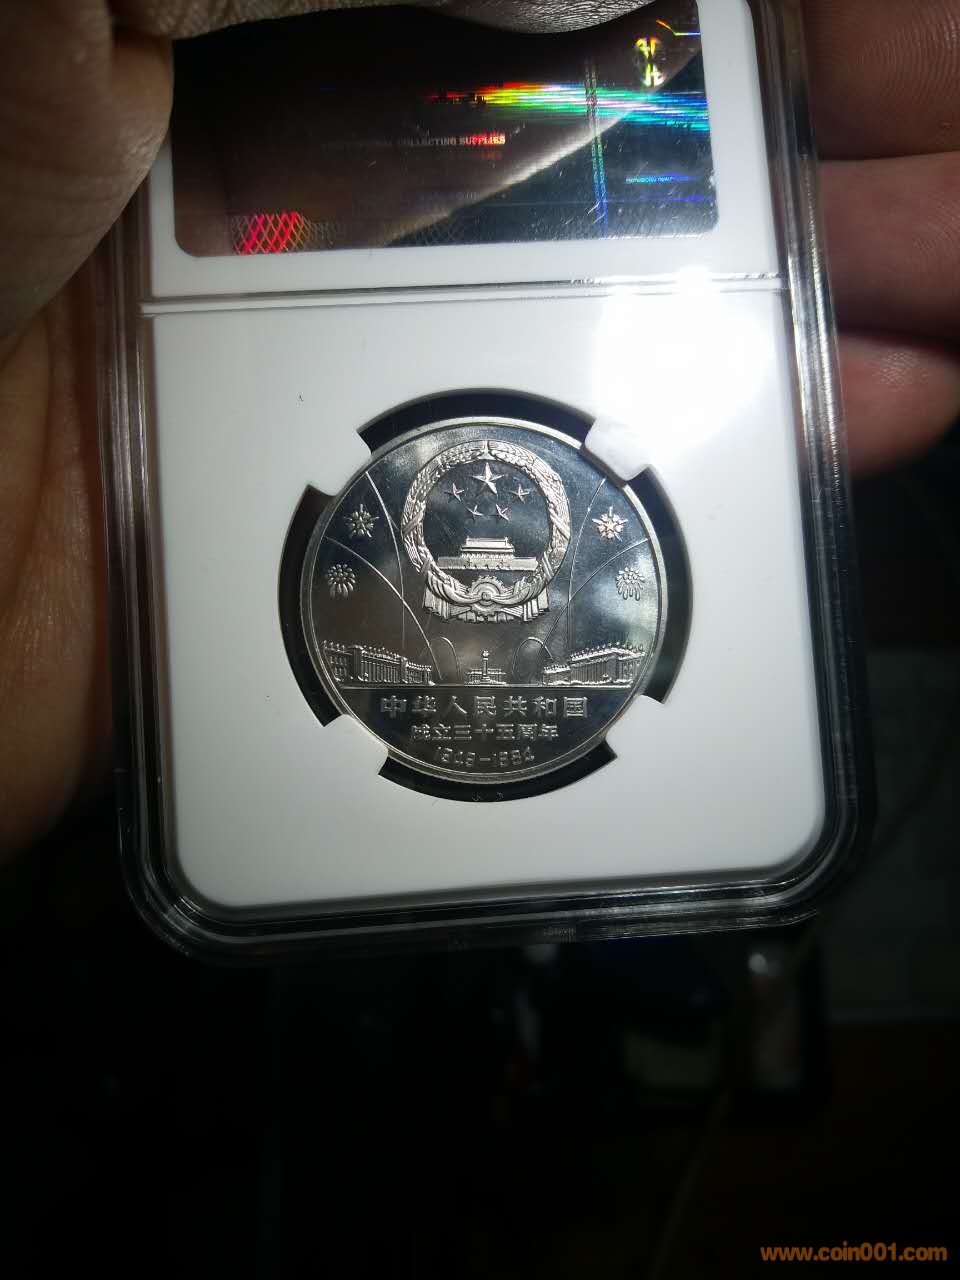 COLLECTING SUPPLIES
中华人民共和国
成立三十五周年
1949-1984
www.coin001.com